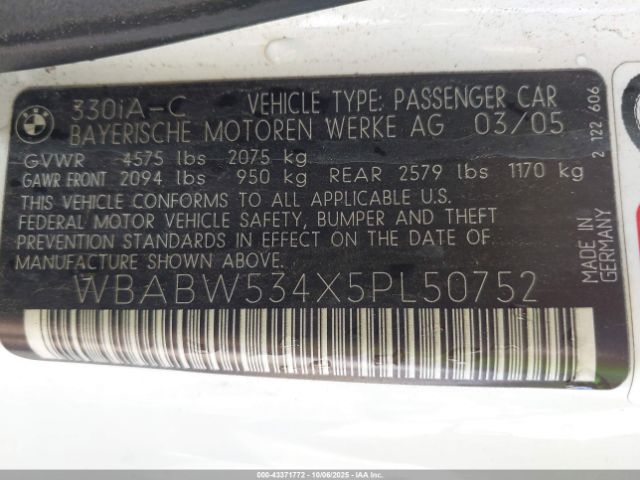 330iA-C VEHICLE TYPE: PASSENGER CAR
BAYERISCHE MOTOREN WERKE AG 03/05
GVWR 4575 lbs 2075 kg
GAWR FRONT 2094 lbs 950 kg REAR 2579 lbs 1170 kg
THIS VEHICLE CONFORMS TO ALL APPLICABLE U.S.
FEDERAL MOTOR VEHICLE SAFETY, BUMPER AND THEFT
PREVENTION STANDARDS IN EFFECT ON THE DATE OF
MANUFACTURE SHOWN ABOVE.
WBABW534X5PL50752
2 122 606
MADE IN
GERMANY
000-43371772 - 10/06/2025 - IAAI.com